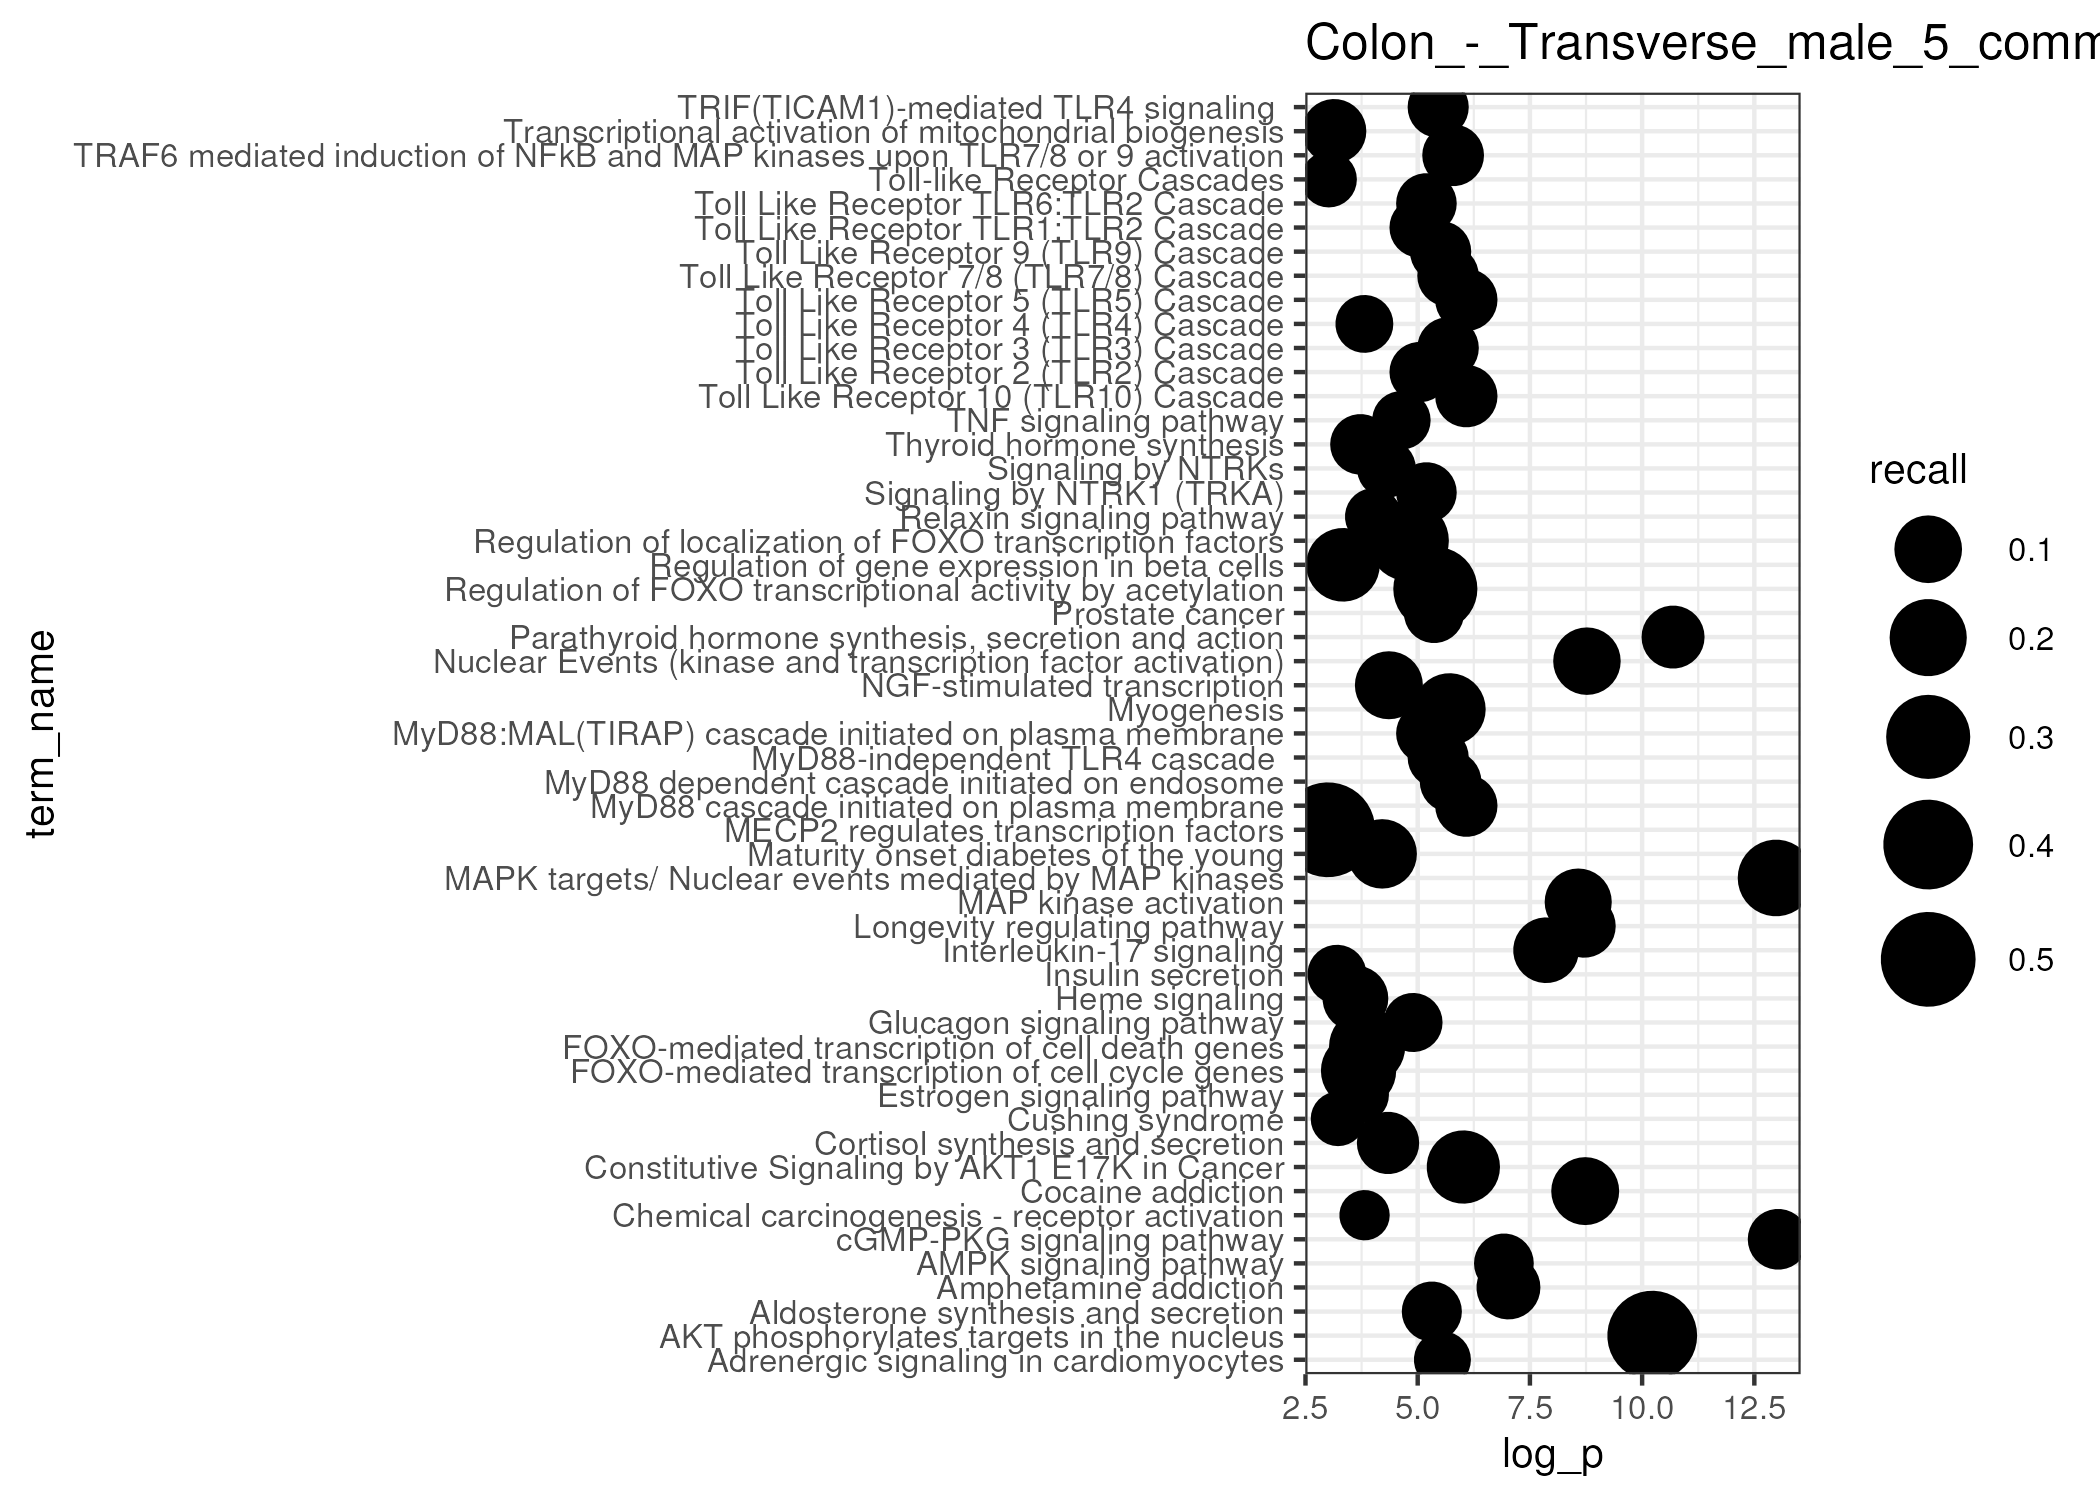 Colon_-_Transverse_male_5_comm
term_name
TRIF(TICAM1)-mediated TLR4 signaling
Transcriptional activation of mitochondrial biogenesis
TRAF6 mediated induction of NFkB and MAP kinases upon TLR7/8 or 9 activation
Toll-like Receptor Cascades
Toll Like Receptor TLR6:TLR2 Cascade
Toll Like Receptor TLR1:TLR2 Cascade
Toll Like Receptor 9 (TLR9) Cascade
Toll Like Receptor 7/8 (TLR7/8) Cascade
Toll Like Receptor 5 (TLR5) Cascade
Toll Like Receptor 4 (TLR4) Cascade
Toll Like Receptor 3 (TLR3) Cascade
Toll Like Receptor 2 (TLR2) Cascade
Toll Like Receptor 10 (TLR10) Cascade
TNF signaling pathway
Thyroid hormone synthesis
Signaling by NTRKs
Signaling by NTRK1 (TRKA)
Relaxin signaling pathway
Regulation of localization of FOXO transcription factors
Regulation of gene expression in beta cells
Regulation of FOXO transcriptional activity by acetylation
Prostate cancer
Parathyroid hormone synthesis, secretion and action
Nuclear Events (kinase and transcription factor activation)
NGF-stimulated transcription
Myogenesis
MyD88:MAL(TIRAP) cascade initiated on plasma membrane
MyD88-independent TLR4 cascade
MyD88 dependent cascade initiated on endosome
MyD88 cascade initiated on plasma membrane
MECP2 regulates transcription factors
Maturity onset diabetes of the young
MAPK targets/ Nuclear events mediated by MAP kinases
MAP kinase activation
Longevity regulating pathway
Interleukin-17 signaling
Insulin secretion
Heme signaling
Glucagon signaling pathway
FOXO-mediated transcription of cell death genes
FOXO-mediated transcription of cell cycle genes
Estrogen signaling pathway
Cushing syndrome
Cortisol synthesis and secretion
Constitutive Signaling by AKT1 E17K in Cancer
Cocaine addiction
Chemical carcinogenesis - receptor activation
cGMP-PKG signaling pathway
AMPK signaling pathway
Amphetamine addiction
Aldosterone synthesis and secretion
AKT phosphorylates targets in the nucleus
Adrenergic signaling in cardiomyocytes
2.5 5.0 7.5 10.0 12.5
log_p
recall
0.1
0.2
0.3
0.4
0.5